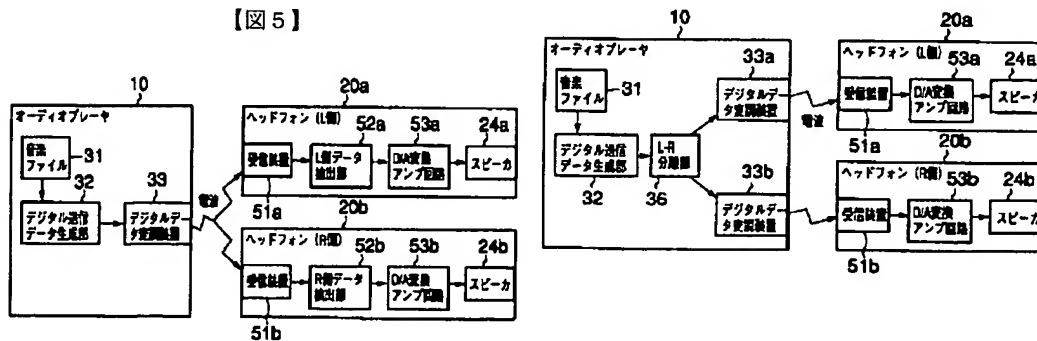 【図5】
10
オーディオプレーヤ
音楽
ファイル
31
32
33
デジタル送信
データ生成部
デジタルデー
タ変調装置
電波
20a
ヘッドフォン(L側)
52a
53a
24a
受信装置
L側データ
検出部
D/A変換
アンプ回路
スピーカ
51a
20b
ヘッドフォン(R側)
52b
53b
24b
受信装置
R側データ
検出部
D/A変換
アンプ回路
スピーカ
51b
10
オーディオプレーヤ
音楽
ファイル
31
33a
デジタルデー
タ変調装置
デジタル送信
データ生成部
32
L-R
分離部
36
33b
デジタルデー
タ変調装置
電波
20a
ヘッドフォン(L側)
53a
24a
受信装置
D/A変換
アンプ回路
スピーカ
51a
20b
ヘッドフォン(R側)
53b
24b
受信装置
D/A変換
アンプ回路
スピーカ
51b